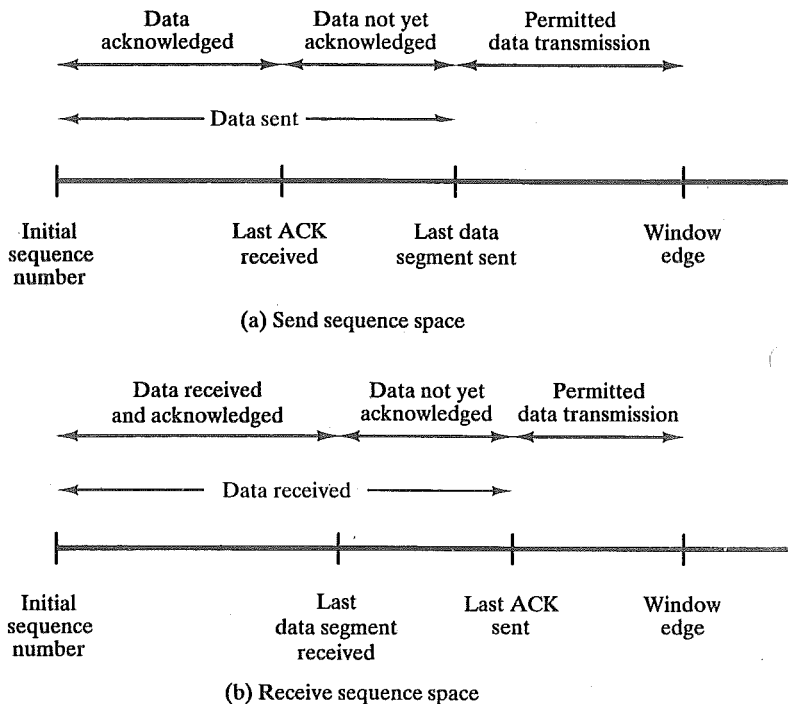 Data
acknowledged
Data not yet
acknowledged
Permitted
data transmission
Data sent
Initial
sequence
number
Last ACK
received
Last data
segment sent
Window
edge
(a) Send sequence space
Data received
and acknowledged
Data not yet
acknowledged
Permitted
data transmission
Data received
Initial
sequence
number
Last
data segment
received
Last ACK
sent
Window
edge
(b) Receive sequence space